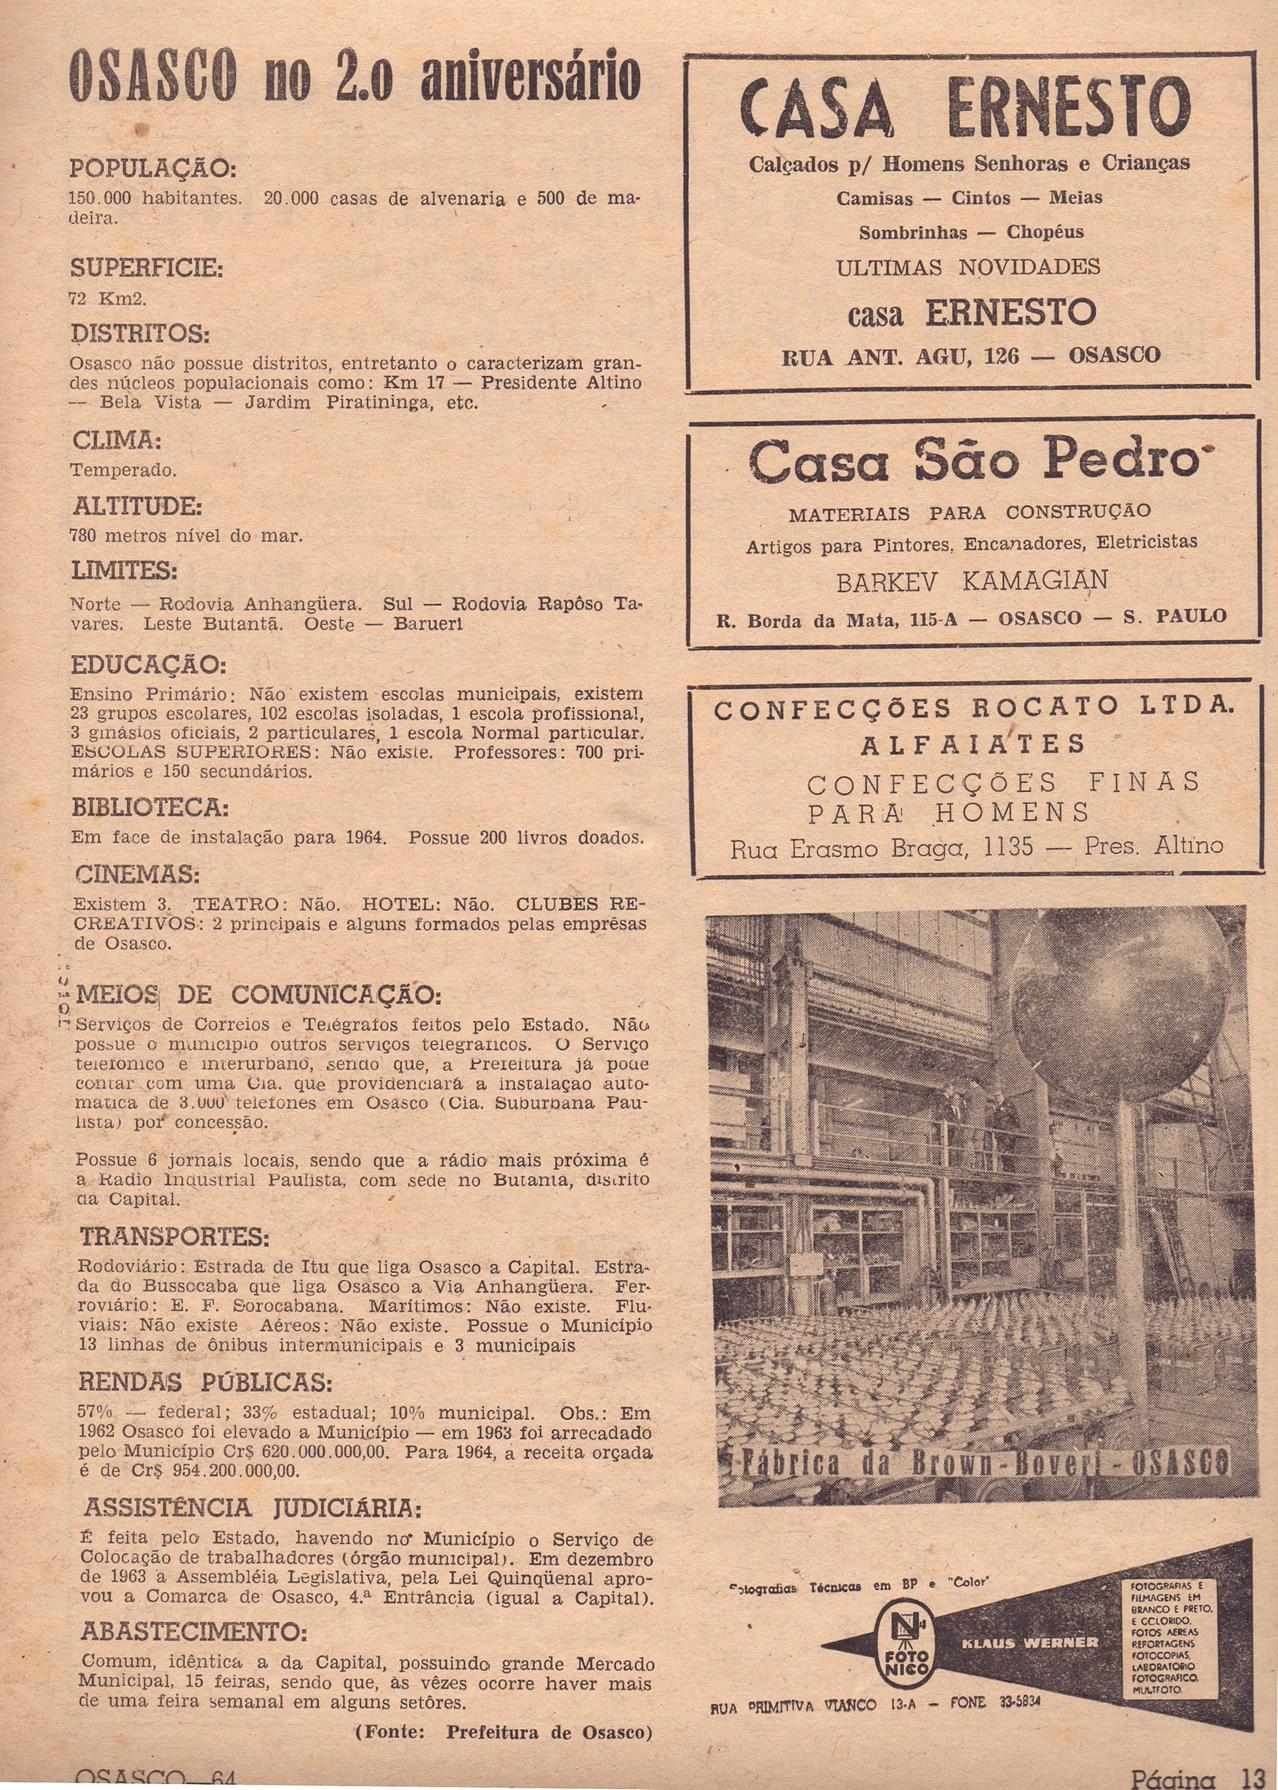 OSASCO no 2.o aniversário
POPULAÇÃO:
150.000 habitantes. 20.000 casas de alvenaria e 500 de ma-
deira.
SUPERFICIE:
72 Km2.
DISTRITOS:
Osasco não possue distritos, entretanto o caracterizam gran-
des núcleos populacionais como: Km 17 — Presidente Altino
— Bela Vista — Jardim Piratininga, etc.
CLIMA:
Temperado.
ALTITUDE:
780 metros nível do mar.
LIMITES:
Norte — Rodovia Anhangüera. Sul — Rodovia Rapôso Ta-
vares. Leste Butantã. Oeste — Baruerí
EDUCAÇÃO:
Ensino Primário: Não existem escolas municipais, existem
23 grupos escolares, 102 escolas isoladas, 1 escola profissional,
3 ginásios oficiais, 2 particulares, 1 escola Normal particular.
ESCOLAS SUPERIORES: Não existe. Professores: 700 pri-
mários e 150 secundários.
BIBLIOTECA:
Em face de instalação para 1964. Possue 200 livros doados.
CINEMAS:
Existem 3. TEATRO: Não. HOTEL: Não. CLUBES RE-
CREATIVOS: 2 principais e alguns formados pelas emprêsas
de Osasco.
MEIOS DE COMUNICAÇÃO:
Serviços de Correios e Telégrafos feitos pelo Estado. Não
possue o município outros serviços telegraficos. O Serviço
telefonico e interurbano, sendo que, a Prefeitura já pode
contar com uma Cia. que providenciará a instalação auto-
matica de 3.000 telefones em Osasco (Cia. Suburbana Pau-
lista) por concessão.
Possue 6 jornais locais, sendo que a rádio mais próxima é
a Radio Industrial Paulista, com sede no Butantã, distrito
da Capital.
TRANSPORTES:
Rodoviário: Estrada de Itu que liga Osasco a Capital. Estra-
da do Bussocaba que liga Osasco a Via Anhangüera. Fer-
roviário: E. F. Sorocabana. Marítimos: Não existe. Flu-
viais: Não existe Aéreos: Não existe. Possue o Município
13 linhas de ônibus intermunicipais e 3 municipais
RENDAS PÚBLICAS:
57% — federal; 33% estadual; 10% municipal. Obs.: Em
1962 Osasco foi elevado a Município — em 1963 foi arrecadado
pelo Município Cr$ 620.000.000,00. Para 1964, a receita orçada
é de Cr$ 954.200.000,00.
ASSISTÊNCIA JUDICIÁRIA:
É feita pelo Estado, havendo no Município o Serviço de
Colocação de trabalhadores (órgão municipal). Em dezembro
de 1963 a Assembléia Legislativa, pela Lei Quinqüenal apro-
vou a Comarca de Osasco, 4.ª Entrância (igual a Capital).
ABASTECIMENTO:
Comum, idêntica a da Capital, possuindo grande Mercado
Municipal, 15 feiras, sendo que, às vêzes ocorre haver mais
de uma feira semanal em alguns setôres.
(Fonte: Prefeitura de Osasco)
CASA ERNESTO
Calçados p/ Homens Senhoras e Crianças
Camisas — Cintos — Meias
Sombrinhas — Chopéus
ULTIMAS NOVIDADES
casa ERNESTO
RUA ANT. AGU, 126 — OSASCO
Casa São Pedro
MATERIAIS PARA CONSTRUÇÃO
Artigos para Pintores, Encanadores, Eletricistas
BARKEV KAMAGIAN
R. Borda da Mata, 115-A — OSASCO — S. PAULO
CONFECÇÕES ROCATO LTDA.
ALFAIATES
CONFECÇÕES FINAS
PARA HOMENS
Rua Erasmo Braga, 1135 — Pres. Altino
Fábrica da Brown-Boveri - OSASCO
Fotografias Técnicas em BP e "Color"
N
FOTO
NICO
KLAUS WERNER
FOTOGRAFIAS E
FILMAGENS EM
BRANCO E PRETO,
E COLORIDO,
FOTOS AEREAS
REPORTAGENS
FOTOCOPIAS,
LABORATORIO
FOTOGRAFICO,
MULTFOTO.
RUA PRIMITIVA VIANCO 13-A — FONE 33-5834
OSASCO—64
Página 13